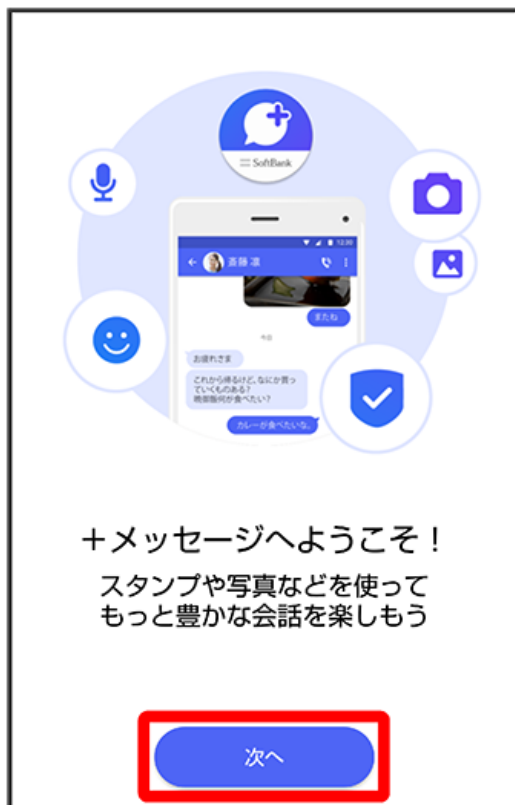 SoftBank
12:30
斎藤 凛
またね
今日
お疲れさま
これから帰るけど、なにか買っ
ていくものある?
晩御飯何が食べたい?
カレーが食べたいな。
+メッセージへようこそ!
スタンプや写真などを使って
もっと豊かな会話を楽しもう
次へ